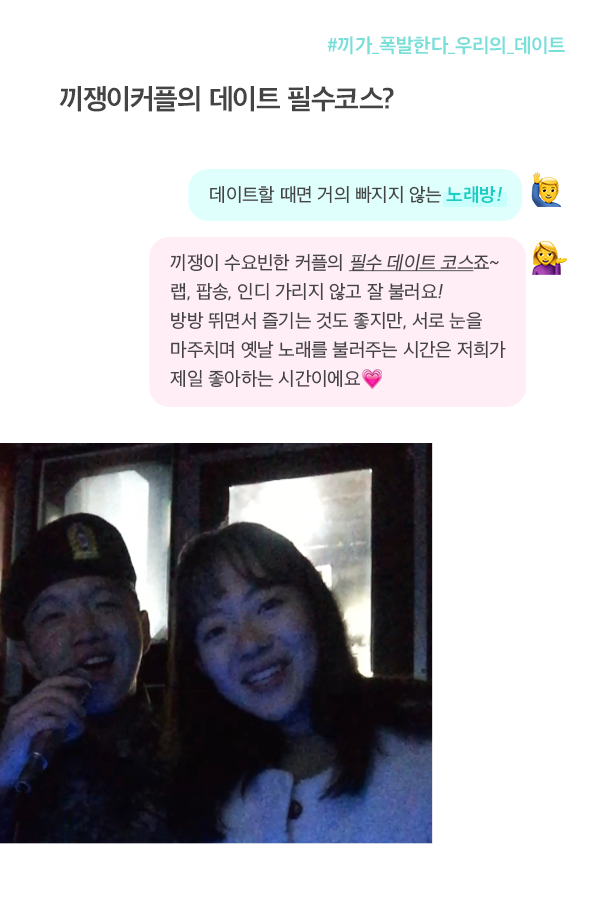 #끼가_폭발한다_우리의_데이트
끼쟁이커플의 데이트 필수코스?
데이트할 때면 거의 빠지지 않는 노래방!
끼쟁이 수요빈한 커플의 필수 데이트 코스죠~
랩, 팝송, 인디 가리지 않고 잘 불러요!
방방 뛰면서 즐기는 것도 좋지만, 서로 눈을
마주치며 옛날 노래를 불러주는 시간은 저희가
제일 좋아하는 시간이에요💗